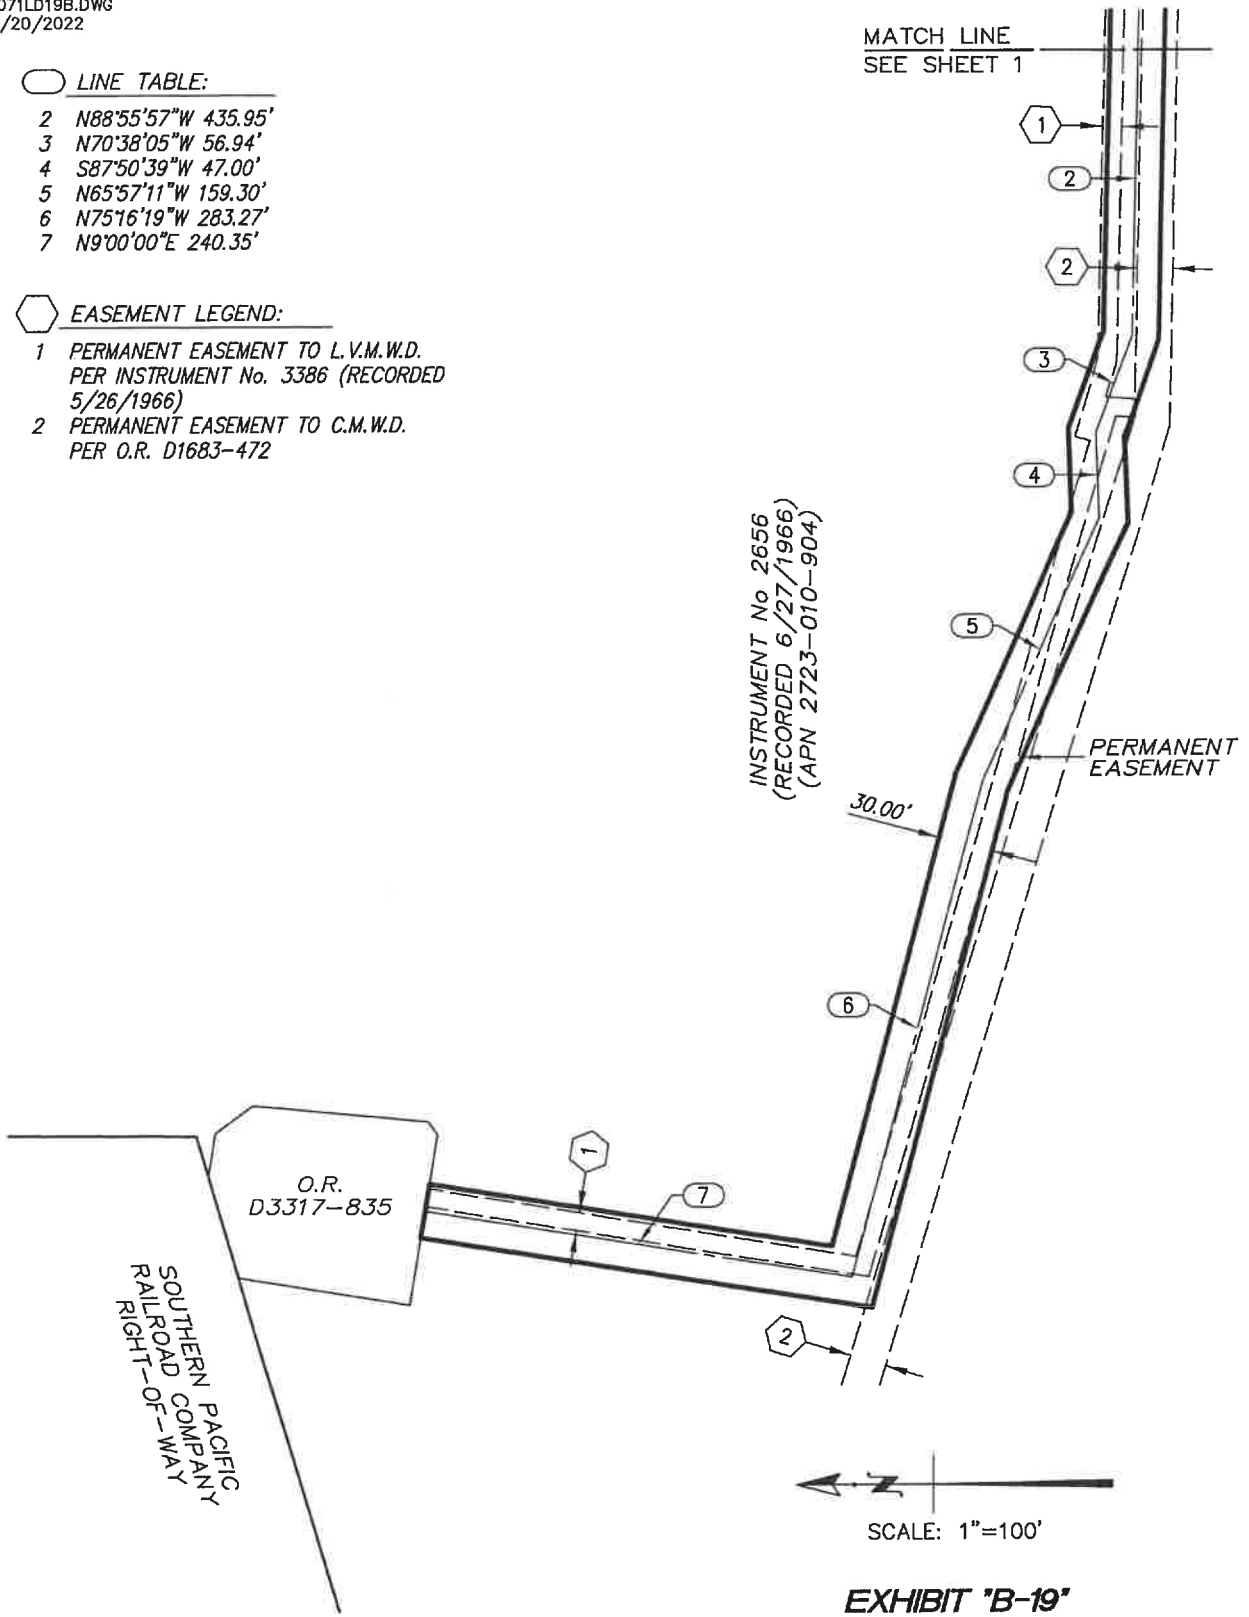 071LD19B.DWG
/20/2022
MATCH LINE
SEE SHEET 1
LINE TABLE:
2 N88°55'57"W 435.95'
3 N70°38'05"W 56.94'
4 S87°50'39"W 47.00'
5 N65°57'11"W 159.30'
6 N75°16'19"W 283.27'
7 N9°00'00"E 240.35'
EASEMENT LEGEND:
1 PERMANENT EASEMENT TO L.V.M.W.D.
PER INSTRUMENT No. 3386 (RECORDED
5/26/1966)
2 PERMANENT EASEMENT TO C.M.W.D.
PER O.R. D1683-472
1
2
2
3
4
INSTRUMENT No 2656
(RECORDED 6/27/1966)
(APN 2723-010-904)
5
PERMANENT
EASEMENT
30.00'
6
1
7
O.R.
D3317-835
2
SOUTHERN PACIFIC
RAILROAD COMPANY
RIGHT-OF-WAY
N
SCALE: 1"=100'
EXHIBIT "B-19"